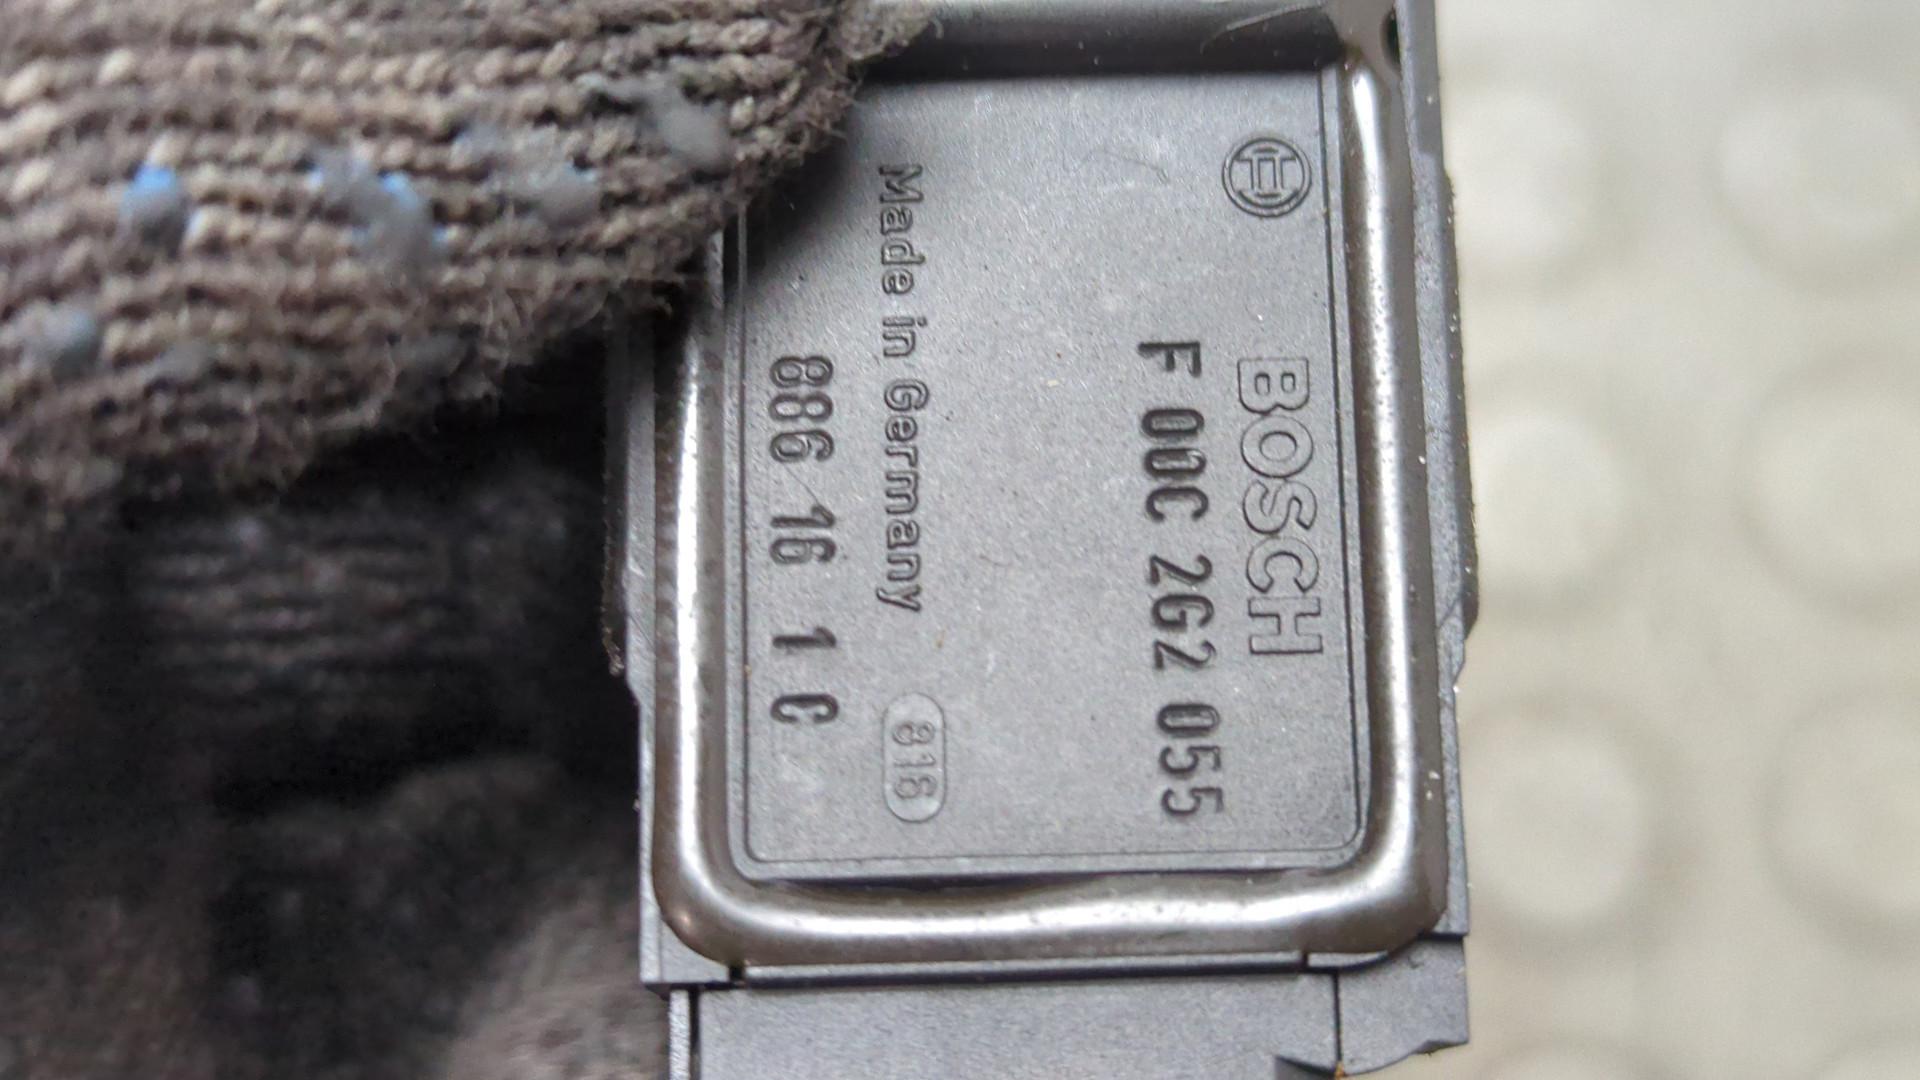 BOSCH
F 00C 2G2 055
Made in Germany
816
886 16 1 C